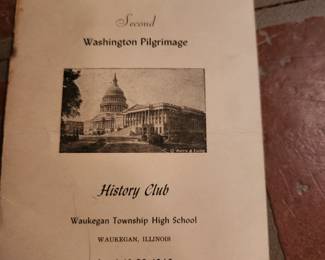 Second
Washington Pilgrimage
History Club
Waukegan Township High School
WAUKEGAN, ILLINOIS